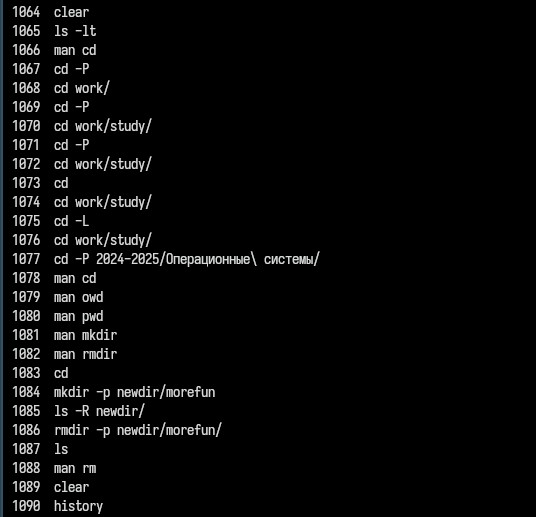 1064 clear
1065 ls -lt
1066 man cd
1067 cd -P
1068 cd work/
1069 cd -P
1070 cd work/study/
1071 cd -P
1072 cd work/study/
1073 cd
1074 cd work/study/
1075 cd -L
1076 cd work/study/
1077 cd -P 2024-2025/Операционные\ системы/
1078 man cd
1079 man owd
1080 man pwd
1081 man mkdir
1082 man rmdir
1083 cd
1084 mkdir -p newdir/morefun
1085 ls -R newdir/
1086 rmdir -p newdir/morefun/
1087 ls
1088 man rm
1089 clear
1090 history